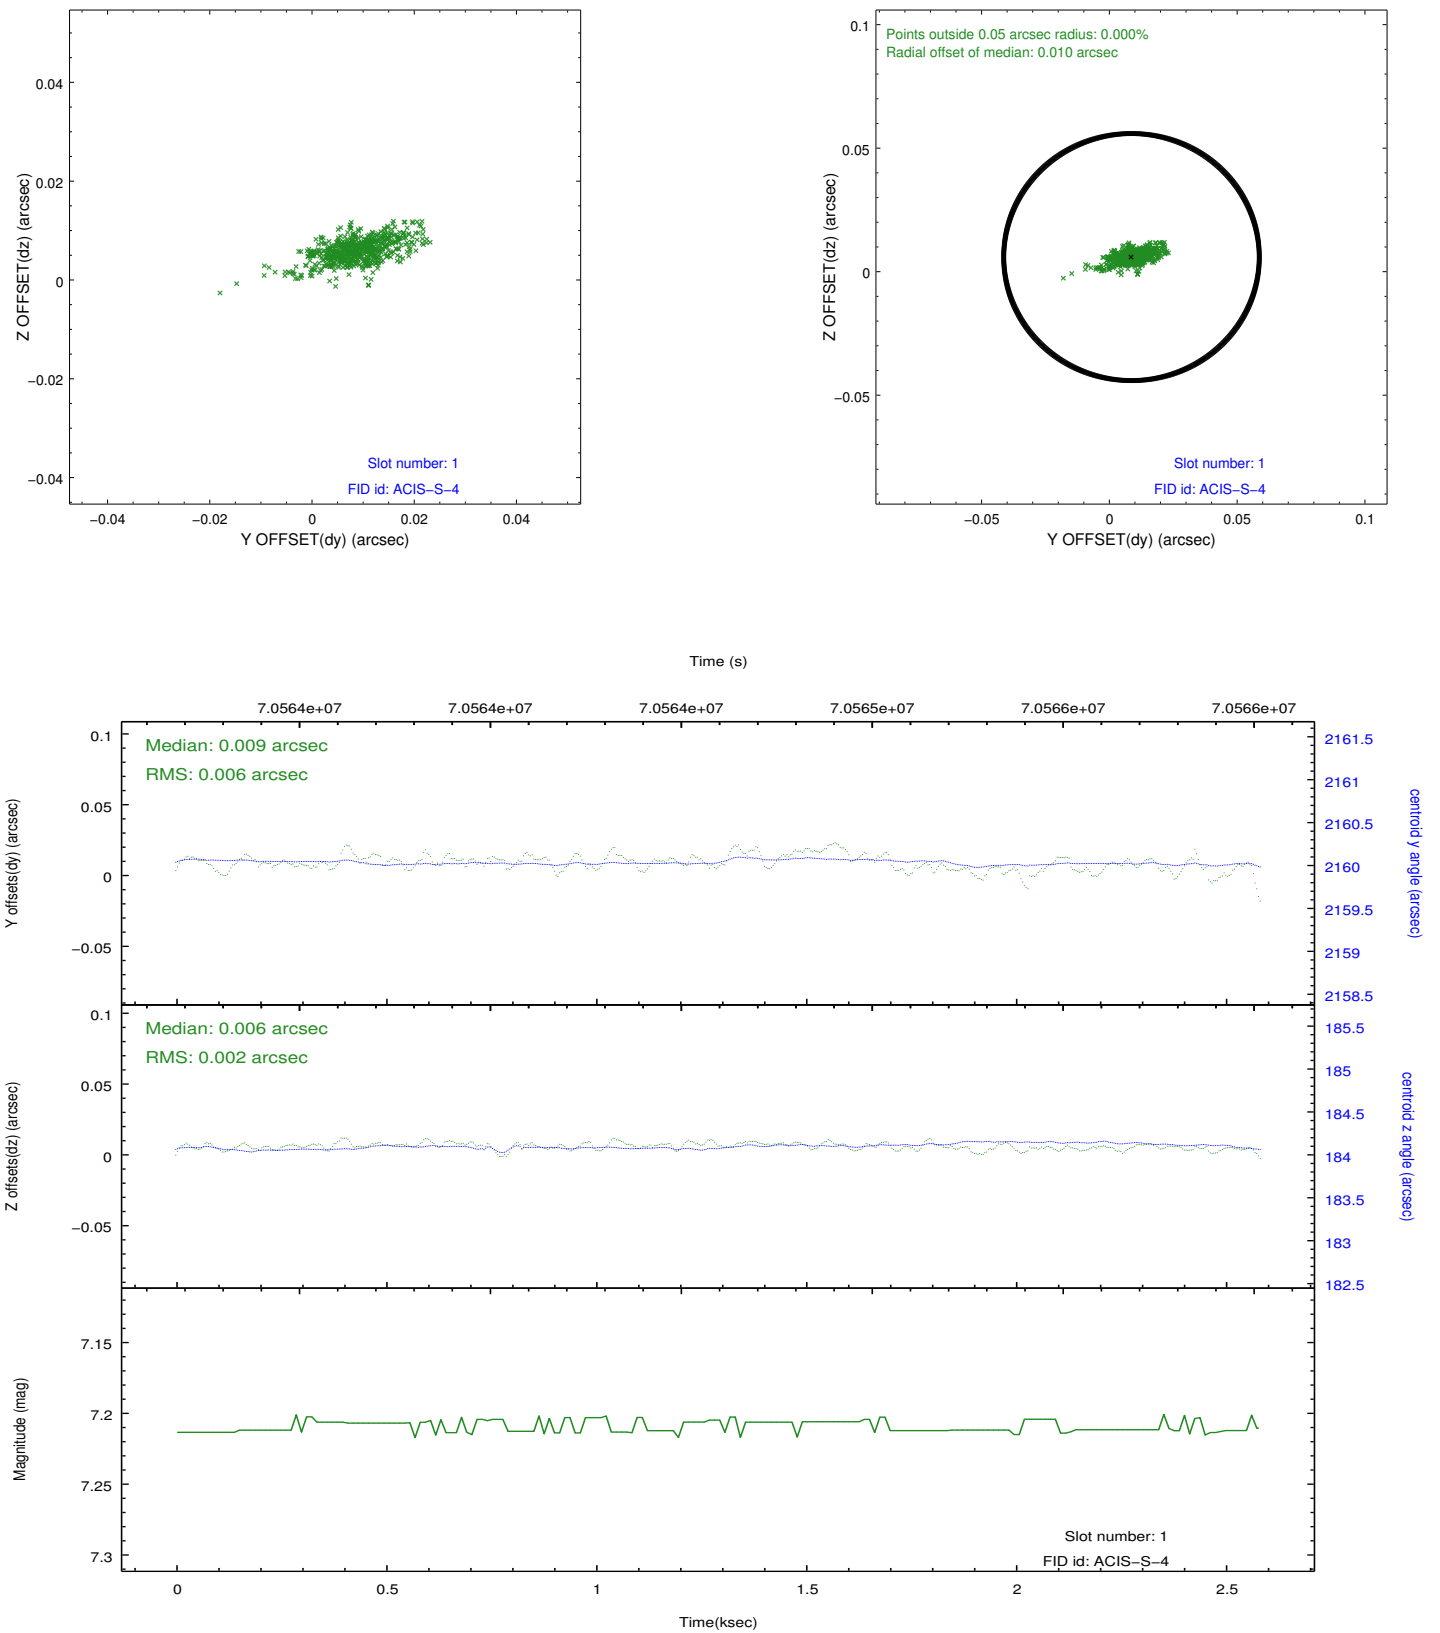 0.04
0.02
0
−0.02
−0.04
Z OFFSET(dz) (arcsec)
Slot number: 1
FID id: ACIS−S−4
−0.04
−0.02
0
0.02
0.04
Y OFFSET(dy) (arcsec)
Points outside 0.05 arcsec radius: 0.000%
Radial offset of median: 0.010 arcsec
0.1
0.05
0
−0.05
Z OFFSET(dz) (arcsec)
Slot number: 1
FID id: ACIS−S−4
−0.05
0
0.05
0.1
Y OFFSET(dy) (arcsec)
Time (s)
7.0564e+07
7.0564e+07
7.0564e+07
7.0565e+07
7.0566e+07
7.0566e+07
Median: 0.009 arcsec
RMS: 0.006 arcsec
0.1
0.05
0
−0.05
Y offsets(dy) (arcsec)
2161.5
2161
2160.5
2160
2159.5
2159
2158.5
centroid y angle (arcsec)
Median: 0.006 arcsec
RMS: 0.002 arcsec
0.1
0.05
0
−0.05
Z offsets(dz) (arcsec)
185.5
185
184.5
184
183.5
183
182.5
centroid z angle (arcsec)
7.15
7.2
7.25
7.3
Magnitude (mag)
Slot number: 1
FID id: ACIS−S−4
0
0.5
1
1.5
2
2.5
Time(ksec)